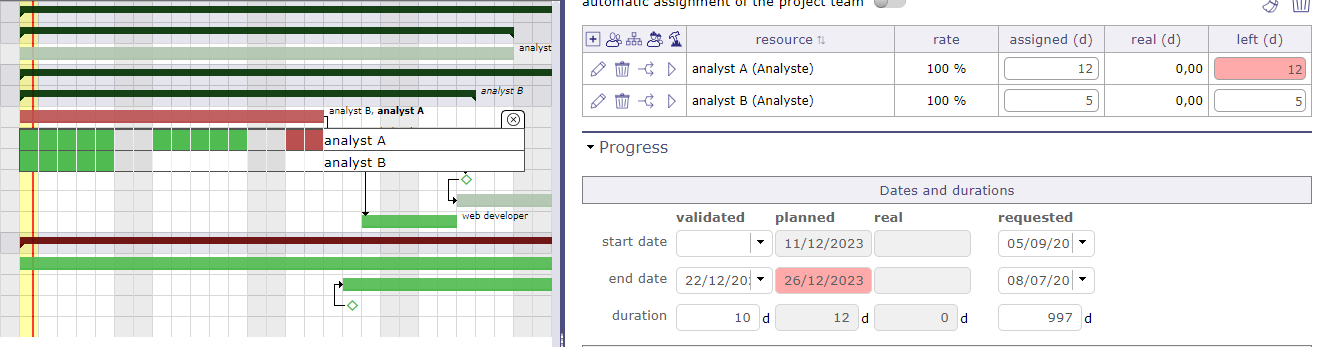 analyst
analyst B
analyst B, analyst A
analyst A
analyst B
web developer
automatic assignment of the project team
resource rate assigned (d) real (d) left (d)
analyst A (Analyste) 100 % 12 0,00 12
analyst B (Analyste) 100 % 5 0,00 5
Progress
Dates and durations
validated planned real requested
start date 11/12/2023 05/09/20
end date 22/12/20 26/12/2023 08/07/20
duration 10 d 12 d 0 d 997 d